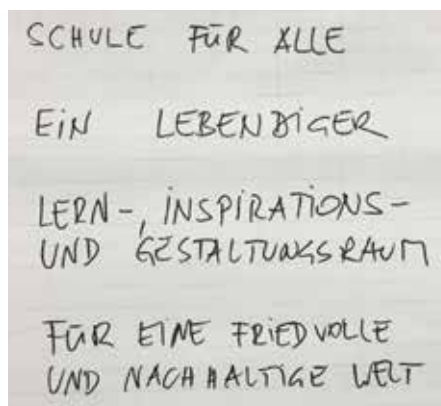 SCHULE FÜR ALLE
EIN LEBENDIGER
LERN-, INSPIRATIONS-
UND GESTALTUNGSRAUM
FÜR EINE FRIEDVOLLE
UND NACHHALTIGE WELT